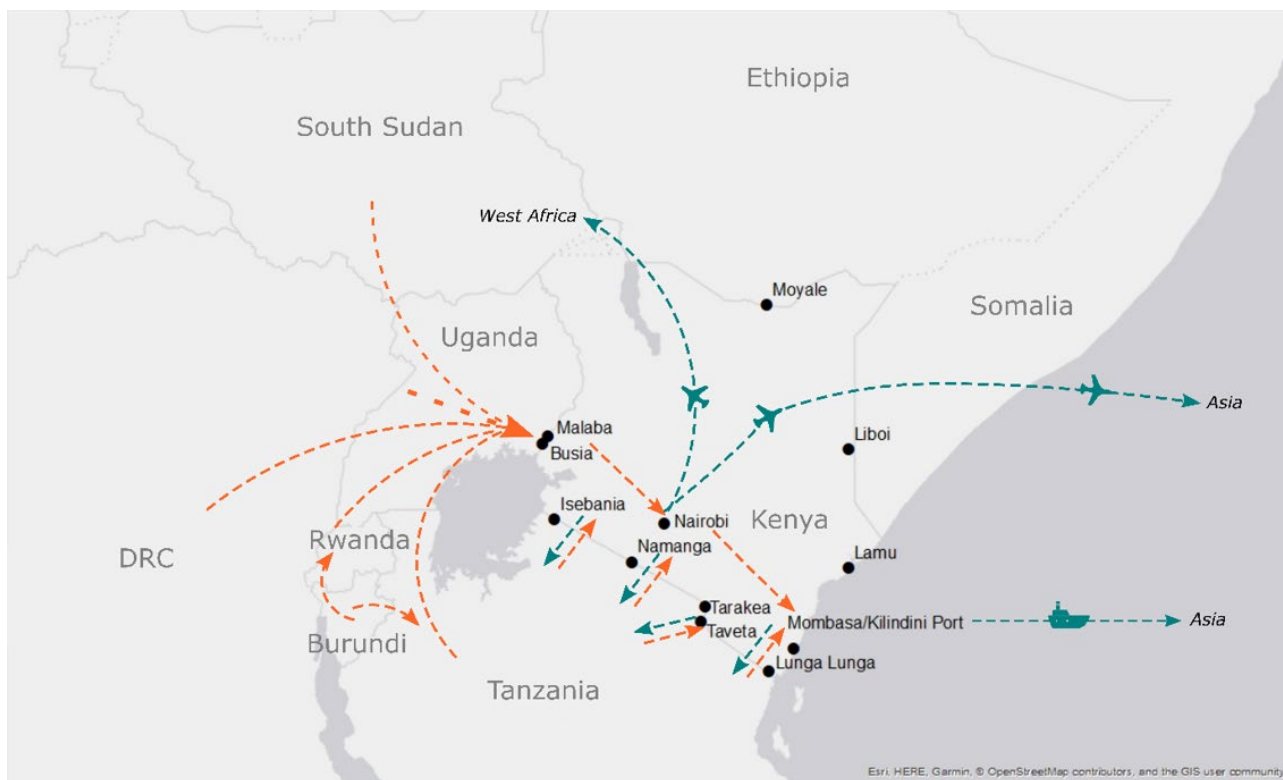 Ethiopia
South Sudan
West Africa
Moyale
Somalia
Uganda
Asia
Malaba
Busia
Liboi
Isebania
Nairobi
Kenya
Rwanda
Namanga
DRC
Lamu
Tarakea
Taveta
Mombasa/Kilindini Port
Asia
Burundi
Lunga Lunga
Tanzania
Esri, HERE, Garmin, © OpenStreetMap contributors, and the GIS user community